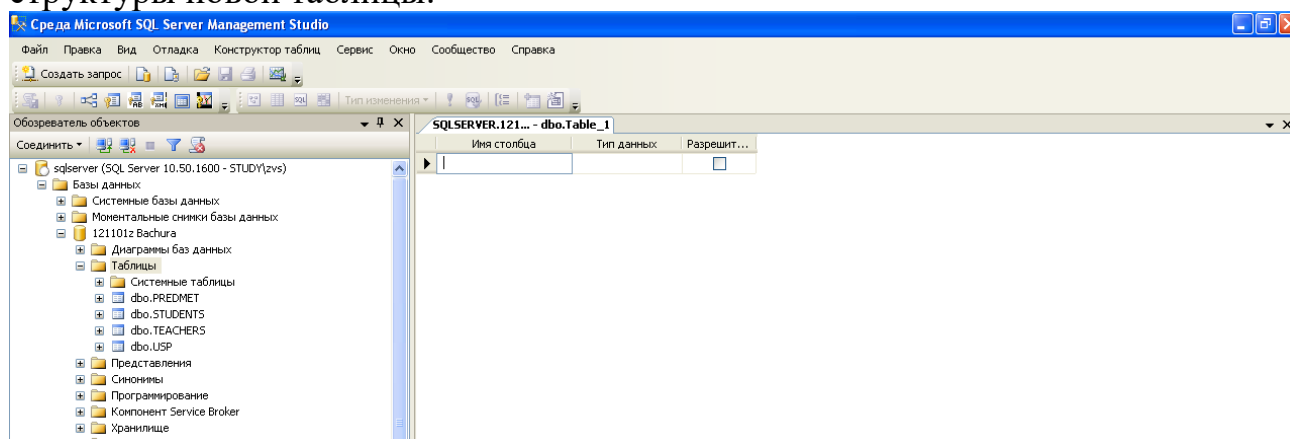 структуры новой таблицы.
Среда Microsoft SQL Server Management Studio
Файл Правка Вид Отладка Конструктор таблиц Сервис Окно Сообщество Справка
Создать запрос
Тип изменения
Обозреватель объектов
SQLSERVER.121... - dbo.Table_1
Соединить
Имя столбца Тип данных Разрешит...
sqlserver (SQL Server 10.50.1600 - STUDY\zvs)
Базы данных
Системные базы данных
Моментальные снимки базы данных
121101z Bachura
Диаграммы баз данных
Таблицы
Системные таблицы
dbo.PREDMET
dbo.STUDENTS
dbo.TEACHERS
dbo.USP
Представления
Синонимы
Программирование
Компонент Service Broker
Хранилище